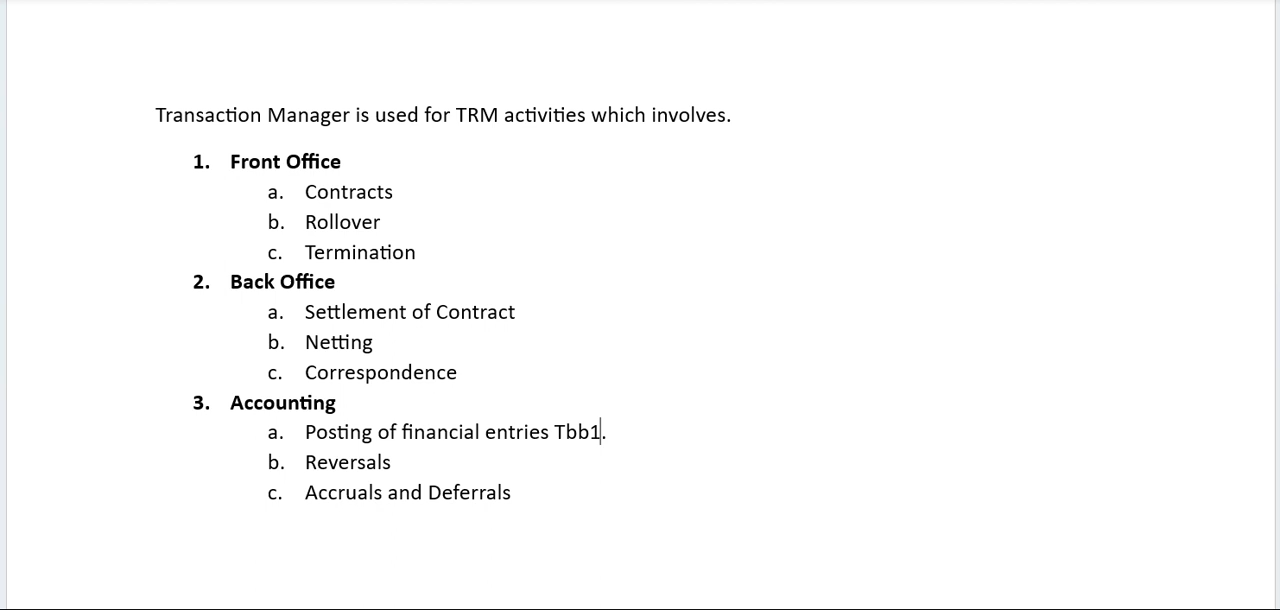 Transaction Manager is used for TRM activities which involves.
1. Front Office
a. Contracts
b. Rollover
c. Termination
2. Back Office
a. Settlement of Contract
b. Netting
c. Correspondence
3. Accounting
a. Posting of financial entries Tbb1.
b. Reversals
c. Accruals and Deferrals